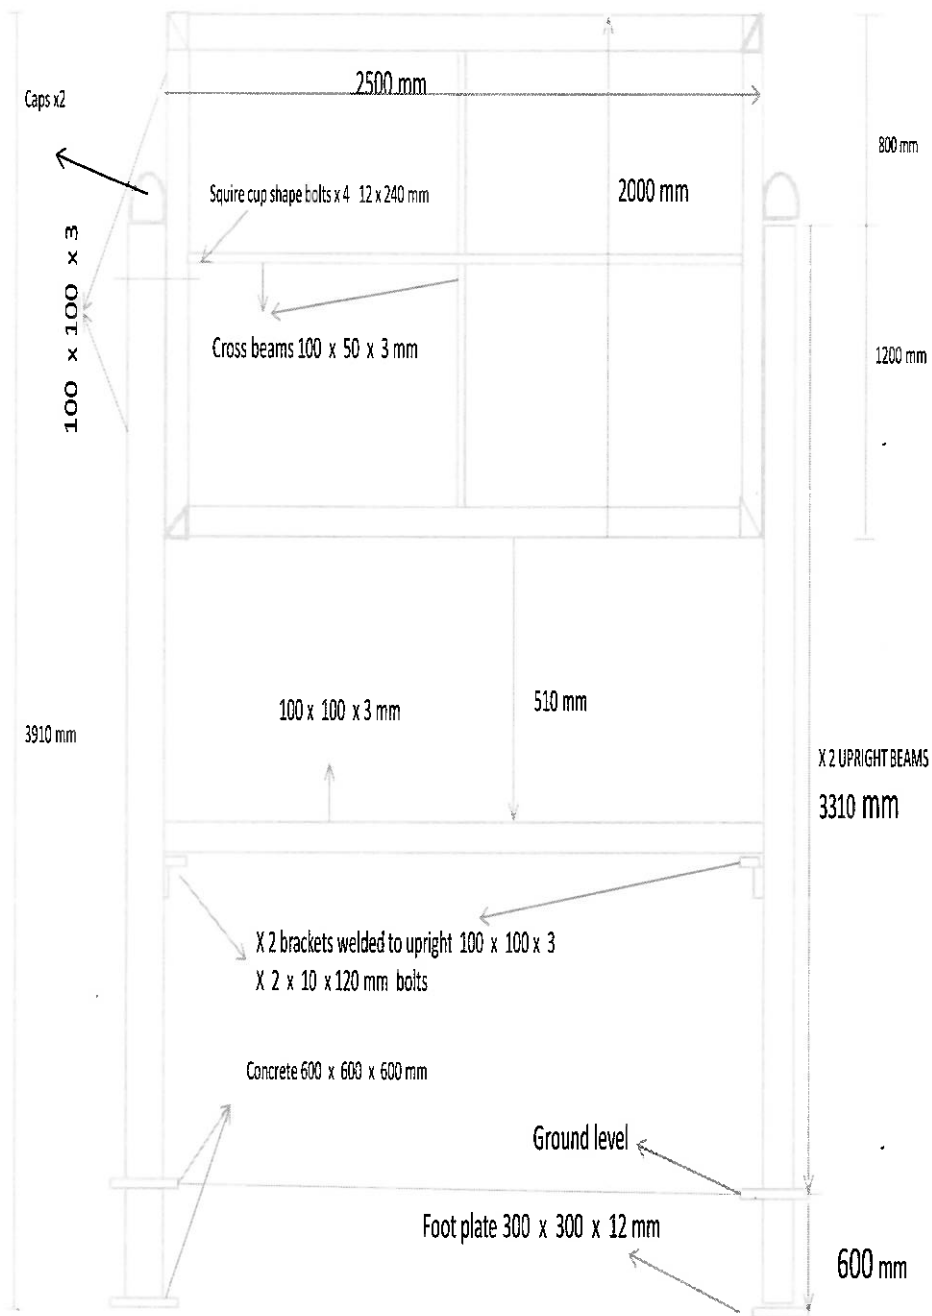 2500 mm
Caps x2
800 mm
Squire cup shape bolts x 4 12 x 240 mm
2000 mm
100 x 100 x 3
Cross beams 100 x 50 x 3 mm
1200 mm
100 x 100 x 3 mm
510 mm
3910 mm
X 2 UPRIGHT BEAMS
3310 mm
X 2 brackets welded to upright 100 x 100 x 3
X 2 x 10 x 120 mm bolts
Concrete 600 x 600 x 600 mm
Ground level
Foot plate 300 x 300 x 12 mm
600 mm